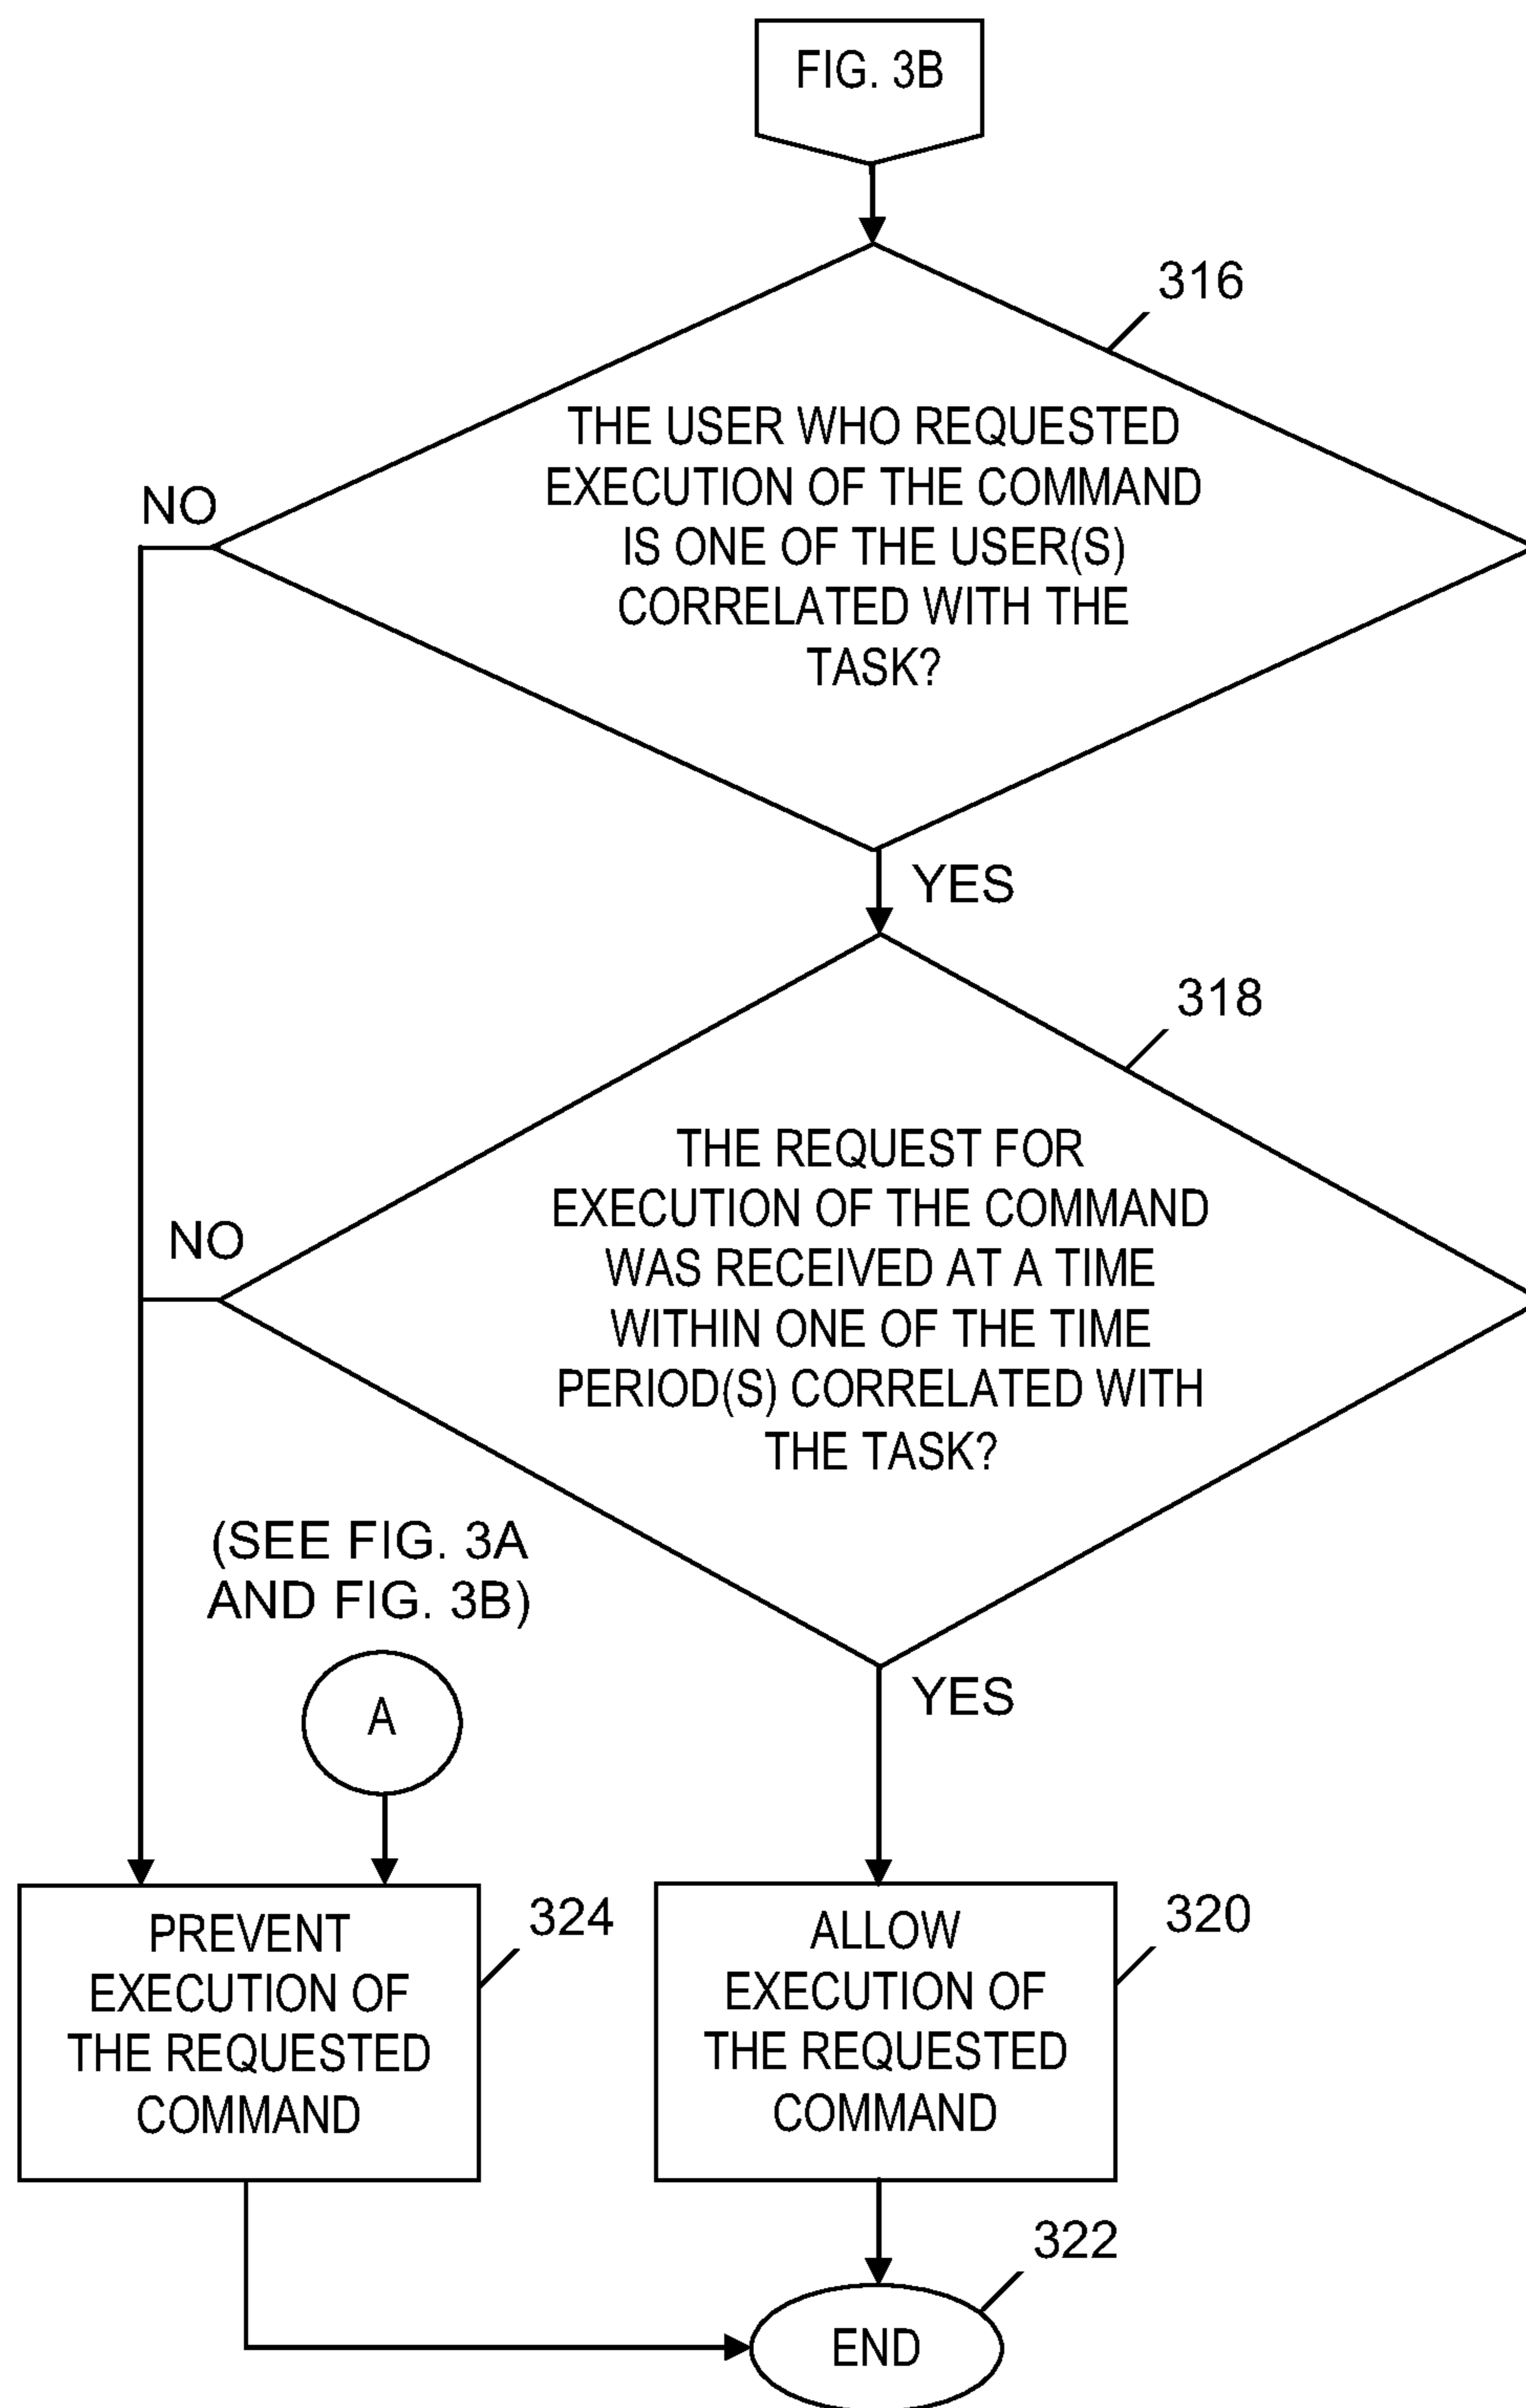 FIG. 3B
316
THE USER WHO REQUESTED
EXECUTION OF THE COMMAND
IS ONE OF THE USER(S)
CORRELATED WITH THE
TASK?
NO
YES
318
THE REQUEST FOR
EXECUTION OF THE COMMAND
WAS RECEIVED AT A TIME
WITHIN ONE OF THE TIME
PERIOD(S) CORRELATED WITH
THE TASK?
NO
(SEE FIG. 3A
AND FIG. 3B)
A
YES
PREVENT
EXECUTION OF
THE REQUESTED
COMMAND
324
ALLOW
EXECUTION OF
THE REQUESTED
COMMAND
320
322
END